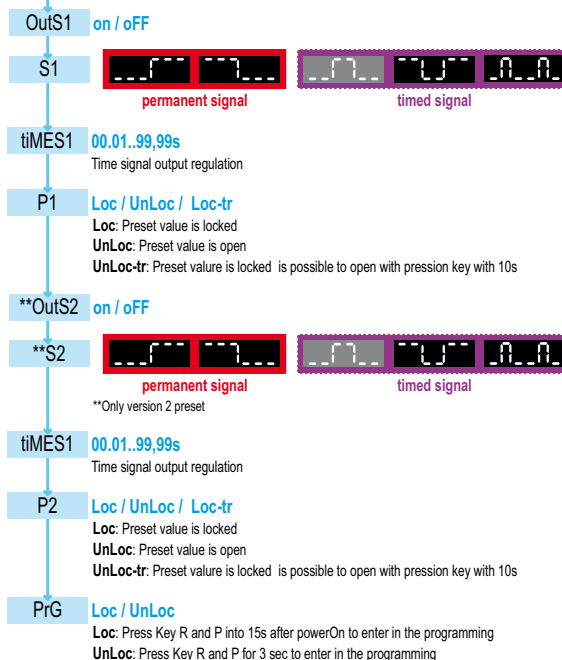 OutS1 on / oFF
S1
permanent signal timed signal
tiMES1 00.01..99,99s
Time signal output regulation
P1 Loc / UnLoc / Loc-tr
Loc: Preset value is locked
UnLoc: Preset value is open
UnLoc-tr: Preset valure is locked is possible to open with pression key with 10s
**OutS2 on / oFF
**S2
permanent signal timed signal
**Only version 2 preset
tiMES1 00.01..99,99s
Time signal output regulation
P2 Loc / UnLoc / Loc-tr
Loc: Preset value is locked
UnLoc: Preset value is open
UnLoc-tr: Preset valure is locked is possible to open with pression key with 10s
PrG Loc / UnLoc
Loc: Press Key R and P into 15s after powerOn to enter in the programming
UnLoc: Press Key R and P for 3 sec to enter in the programming